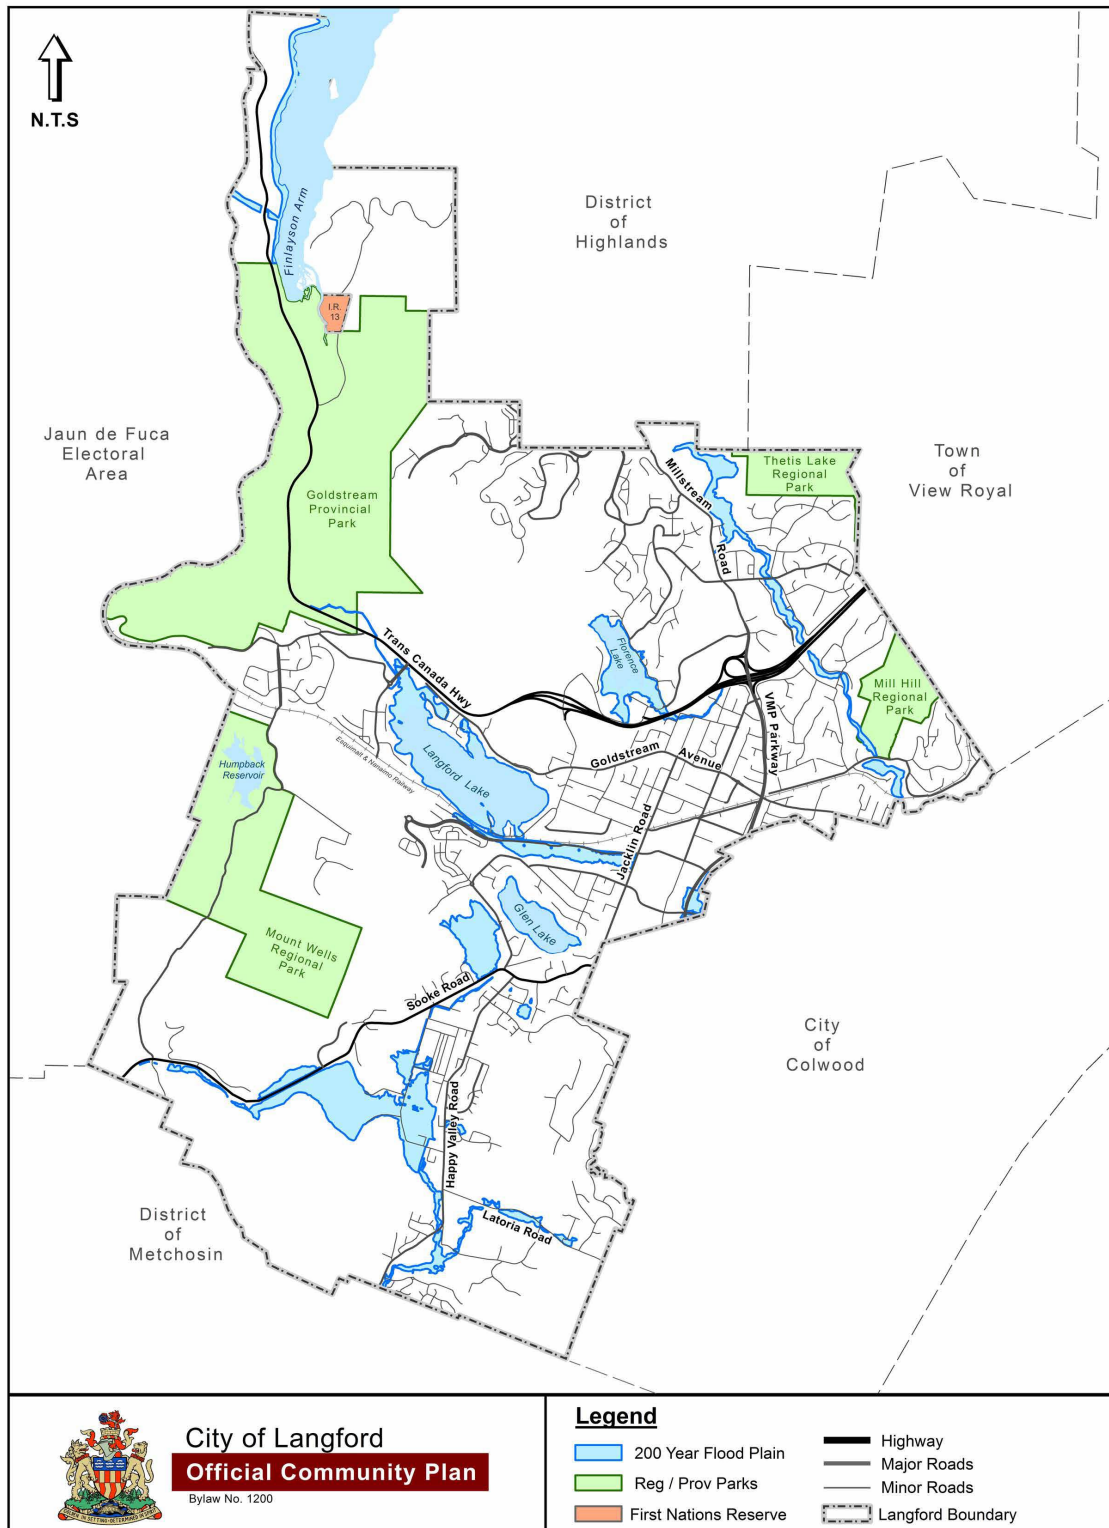 N.T.S
Finlayson Arm
District
of
Highlands
I.R.
13
Jaun de Fuca
Electoral
Area
Goldstream
Provincial
Park
Millstream
Road
Thetis Lake
Regional
Park
Town
of
View Royal
Trans Canada Hwy
Florence
Lake
Mill Hill
Regional
Park
VMP Parkway
Goldstream
Avenue
Humpback
Reservoir
Esquimalt & Nanaimo Railway
Langford Lake
Jacklin Road
Glen Lake
Mount Wells
Regional
Park
Sooke Road
City
of
Colwood
Happy Valley Road
Latoria Road
District
of
Metchosin
City of Langford
Official Community Plan
Bylaw No. 1200
Legend
200 Year Flood Plain
Reg / Prov Parks
First Nations Reserve
Highway
Major Roads
Minor Roads
Langford Boundary